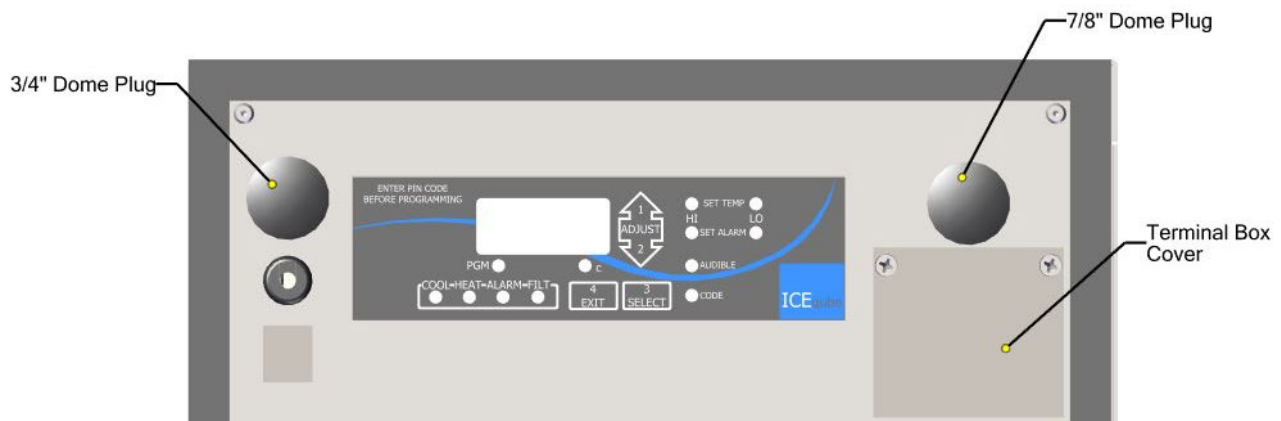 7/8" Dome Plug
3/4" Dome Plug
ENTER PIN CODE
BEFORE PROGRAMMING
1
ADJUST
2
SET TEMP
HI LO
SET ALARM
PGM
C
AUDIBLE
COOL HEAT ALARM FILT
4
EXIT
3
SELECT
CODE
ICEqube
Terminal Box
Cover